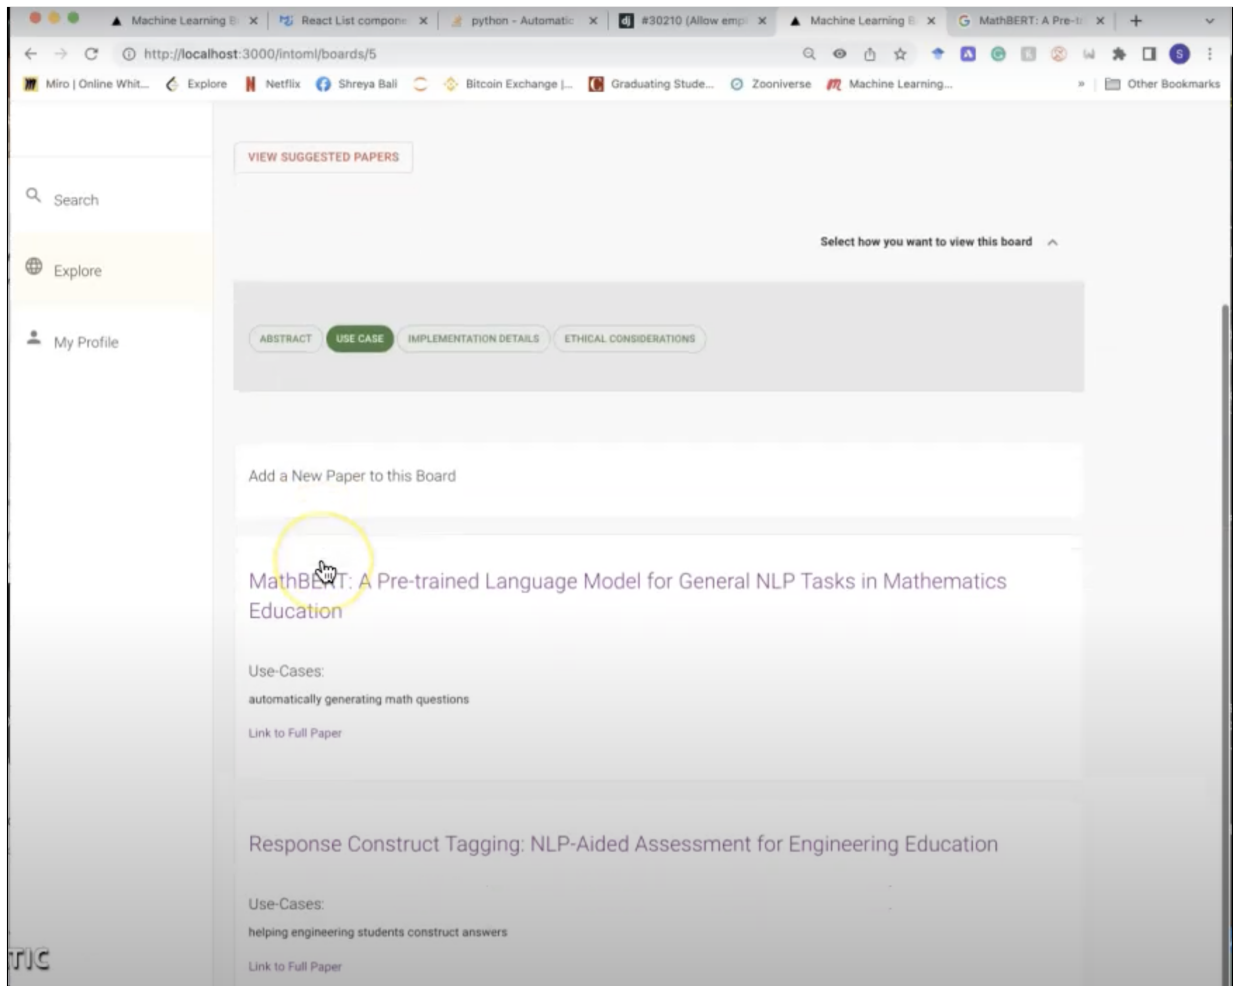 Machine Learning B
React List compone
python - Automatic
dj #30210 (Allow emp
Machine Learning B
G MathBERT: A Pre-t
http://localhost:3000/intoml/boards/5
S
Miro | Online Whit...
Explore
Netflix
Shreya Bali
Bitcoin Exchange |...
Graduating Stude...
Zooniverse
Machine Learning...
»
Other Bookmarks
VIEW SUGGESTED PAPERS
Search
Select how you want to view this board
Explore
ABSTRACT
USE CASE
IMPLEMENTATION DETAILS
ETHICAL CONSIDERATIONS
My Profile
Add a New Paper to this Board
MathBERT: A Pre-trained Language Model for General NLP Tasks in Mathematics
Education
Use-Cases:
automatically generating math questions
Link to Full Paper
Response Construct Tagging: NLP-Aided Assessment for Engineering Education
Use-Cases:
helping engineering students construct answers
TIC
Link to Full Paper